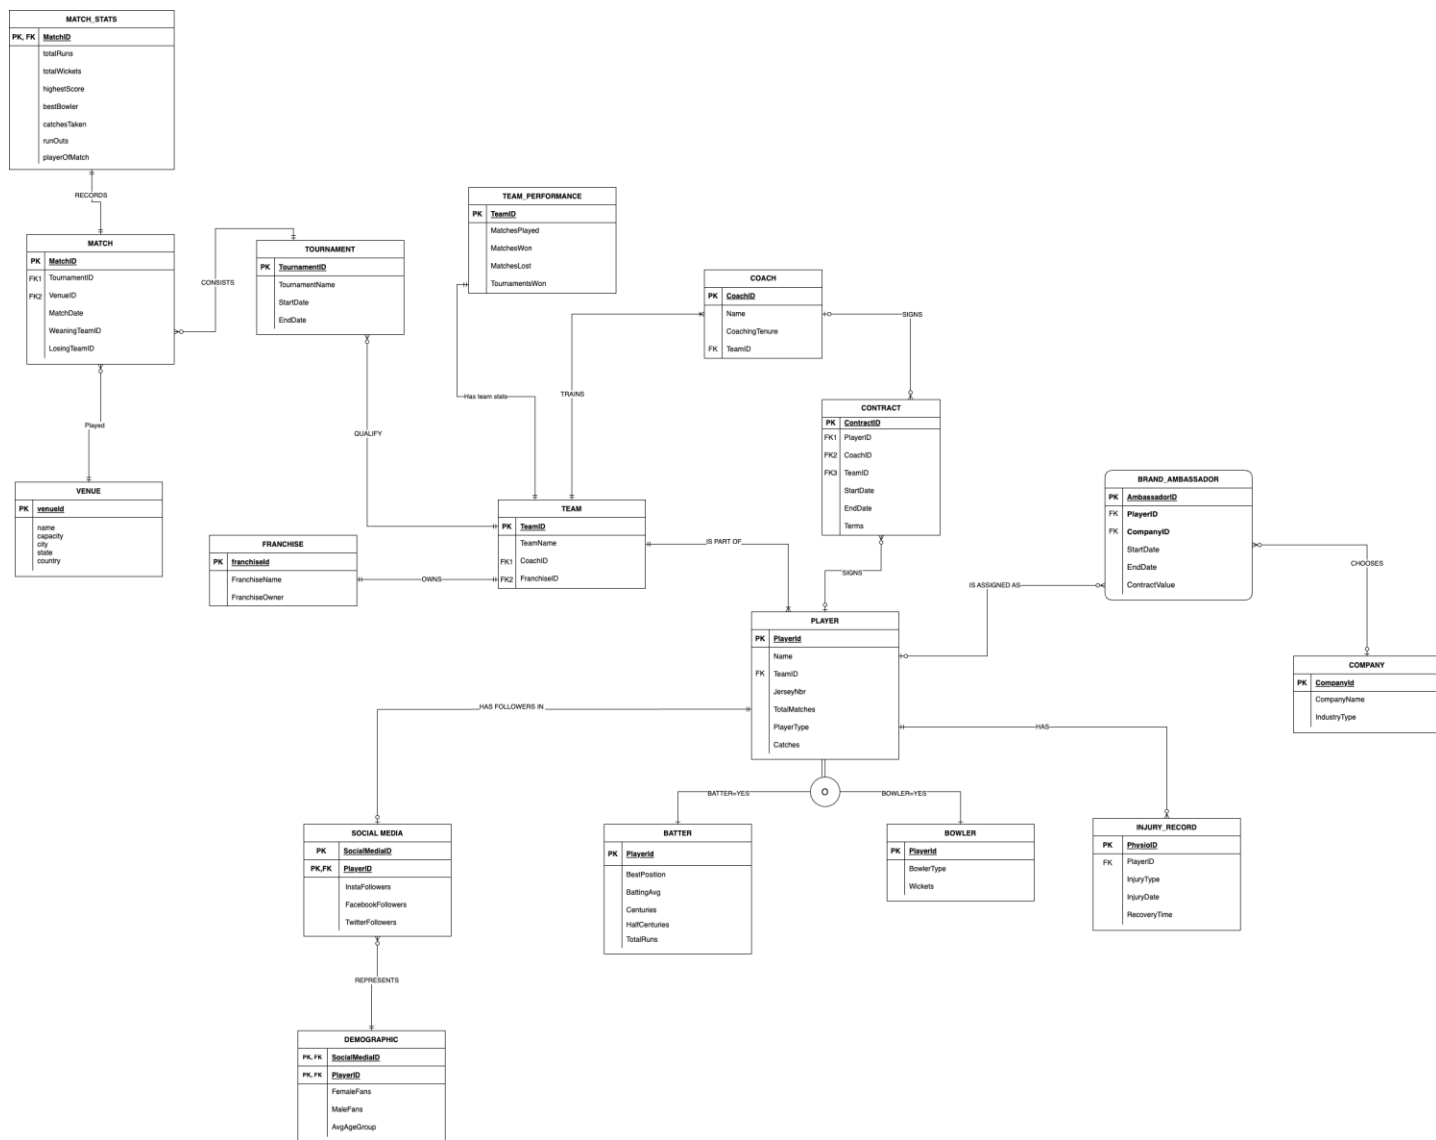 MATCH_STATS
PK, FK MatchID
totalRuns
totalWickets
highestScore
bestBowler
catchesTaken
runOuts
playerOfMatch
RECORDS
MATCH
PK MatchID
FK1 TournamentID
FK2 VenueID
MatchDate
WeaningTeamID
LosingTeamID
CONSISTS
TOURNAMENT
PK TournamentID
TournamentName
StartDate
EndDate
Played
VENUE
PK venueId
name
capacity
city
state
country
QUALIFY
TEAM_PERFORMANCE
PK TeamID
MatchesPlayed
MatchesWon
MatchesLost
TournamentsWon
Has team stats
TRAINS
COACH
PK CoachID
Name
CoachingTenure
FK TeamID
SIGNS
CONTRACT
PK ContractID
FK1 PlayerID
FK2 CoachID
FK3 TeamID
StartDate
EndDate
Terms
SIGNS
FRANCHISE
PK franchiseId
FranchiseName
FranchiseOwner
OWNS
TEAM
PK TeamID
TeamName
FK1 CoachID
FK2 FranchiseID
IS PART OF
BRAND_AMBASSADOR
PK AmbassadorID
FK PlayerID
FK CompanyID
StartDate
EndDate
ContractValue
IS ASSIGNED AS
CHOOSES
COMPANY
PK CompanyId
CompanyName
IndustryType
PLAYER
PK PlayerId
Name
FK TeamID
JerseyNbr
TotalMatches
PlayerType
Catches
HAS FOLLOWERS IN
HAS
O
BATTER=YES
BOWLER=YES
SOCIAL MEDIA
PK SocialMediaID
PK,FK PlayerID
InstaFollowers
FacebookFollowers
TwitterFollowers
BATTER
PK PlayerId
BestPosition
BattingAvg
Centuries
HalfCenturies
TotalRuns
BOWLER
PK PlayerId
BowlerType
Wickets
INJURY_RECORD
PK PhysioID
FK PlayerID
InjuryType
InjuryDate
RecoveryTime
REPRESENTS
DEMOGRAPHIC
PK, FK SocialMediaID
PK, FK PlayerID
FemaleFans
MaleFans
AvgAgeGroup